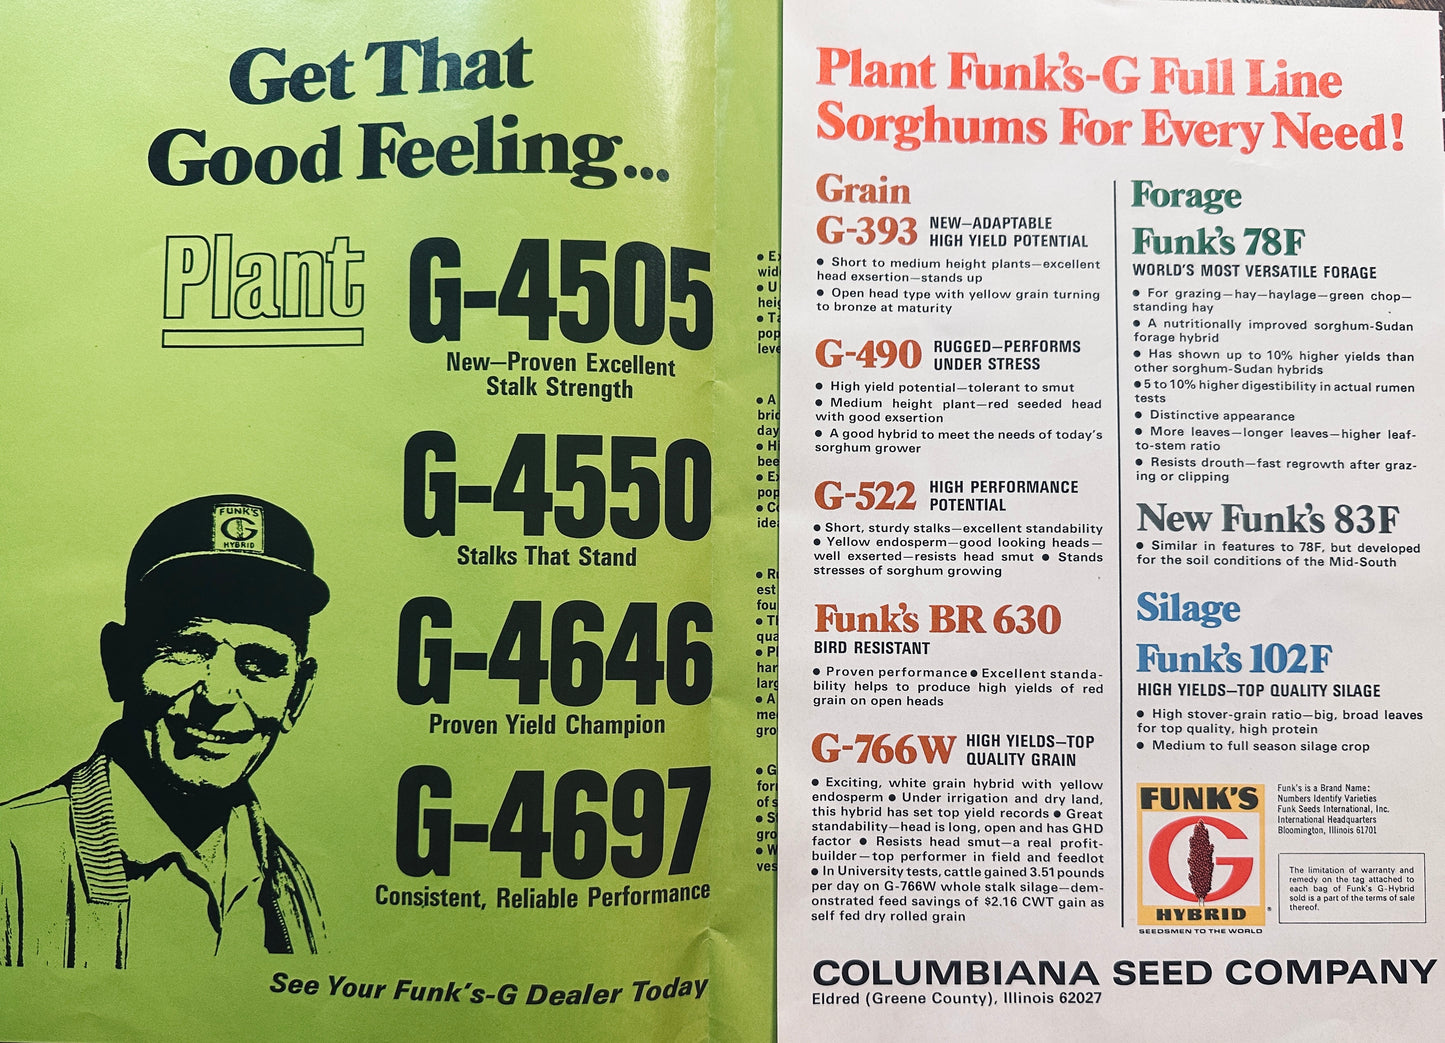 Get That
Good Feeling...
Plant
G-4505
New—Proven Excellent
Stalk Strength
G-4550
Stalks That Stand
G-4646
Proven Yield Champion
G-4697
Consistent, Reliable Performance
FUNK'S
G
HYBRID
See Your Funk's-G Dealer Today
Plant Funk's-G Full Line
Sorghums For Every Need!
Grain
G-393 NEW—ADAPTABLE
HIGH YIELD POTENTIAL
• Short to medium height plants—excellent
head exsertion—stands up
• Open head type with yellow grain turning
to bronze at maturity
G-490 RUGGED—PERFORMS
UNDER STRESS
• High yield potential—tolerant to smut
• Medium height plant—red seeded head
with good exsertion
• A good hybrid to meet the needs of today's
sorghum grower
G-522 HIGH PERFORMANCE
POTENTIAL
• Short, sturdy stalks—excellent standability
• Yellow endosperm—good looking heads—
well exserted—resists head smut • Stands
stresses of sorghum growing
Funk's BR 630
BIRD RESISTANT
• Proven performance • Excellent standa-
bility helps to produce high yields of red
grain on open heads
G-766W HIGH YIELDS—TOP
QUALITY GRAIN
• Exciting, white grain hybrid with yellow
endosperm • Under irrigation and dry land,
this hybrid has set top yield records • Great
standability—head is long, open and has GHD
factor • Resists head smut—a real profit-
builder—top performer in field and feedlot
• In University tests, cattle gained 3.51 pounds
per day on G-766W whole stalk silage—dem-
onstrated feed savings of $2.16 CWT gain as
self fed dry rolled grain
Forage
Funk's 78F
WORLD'S MOST VERSATILE FORAGE
• For grazing—hay—haylage—green chop—
standing hay
• A nutritionally improved sorghum-Sudan
forage hybrid
• Has shown up to 10% higher yields than
other sorghum-Sudan hybrids
• 5 to 10% higher digestibility in actual rumen
tests
• Distinctive appearance
• More leaves—longer leaves—higher leaf-
to-stem ratio
• Resists drouth—fast regrowth after graz-
ing or clipping
New Funk's 83F
• Similar in features to 78F, but developed
for the soil conditions of the Mid-South
Silage
Funk's 102F
HIGH YIELDS—TOP QUALITY SILAGE
• High stover-grain ratio—big, broad leaves
for top quality, high protein
• Medium to full season silage crop
FUNK'S
G
HYBRID
®
SEEDSMEN TO THE WORLD
Funk's is a Brand Name:
Numbers Identify Varieties
Funk Seeds International, Inc.
International Headquarters
Bloomington, Illinois 61701
The limitation of warranty and
remedy on the tag attached to
each bag of Funk's G-Hybrid
sold is a part of the terms of sale
thereof.
COLUMBIANA SEED COMPANY
Eldred (Greene County), Illinois 62027